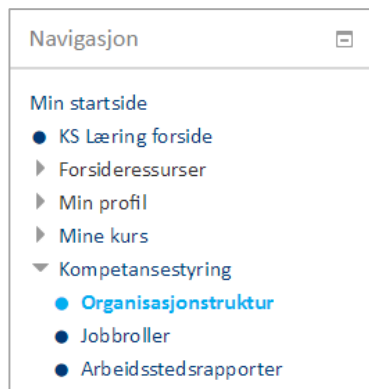 Navigasjon
Min startside
KS Læring forside
Forsideressurser
Min profil
Mine kurs
Kompetansestyring
Organisasjonstruktur
Jobbroller
Arbeidsstedsrapporter